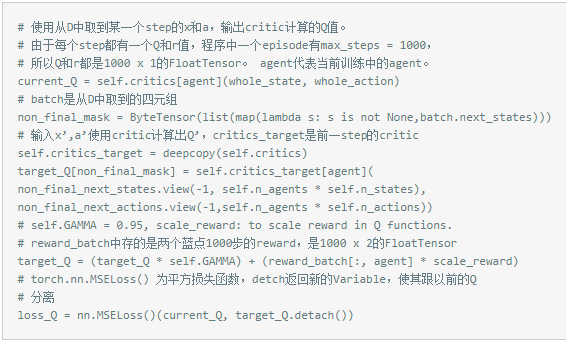 # 使用从D中取到某一个step的x和a，输出critic计算的Q值。
# 由于每个step都有一个Q和r值，程序中一个episode有max_steps = 1000，
# 所以Q和r都是1000 x 1的FloatTensor。 agent代表当前训练中的agent。
current_Q = self.critics[agent](whole_state, whole_action)
# batch是从D中取到的四元组
non_final_mask = ByteTensor(list(map(lambda s: s is not None,batch.next_states)))
# 输入x’,a’使用critic计算出Q’，critics_target是前一step的critic
self.critics_target = deepcopy(self.critics)
target_Q[non_final_mask] = self.critics_target[agent](
non_final_next_states.view(-1, self.n_agents * self.n_states),
non_final_next_actions.view(-1,self.n_agents * self.n_actions))
# self.GAMMA = 0.95, scale_reward: to scale reward in Q functions.
# reward_batch中存的是两个蓝点1000步的reward，是1000 x 2的FloatTensor
target_Q = (target_Q * self.GAMMA) + (reward_batch[:, agent] * scale_reward)
# torch.nn.MSELoss() 为平方损失函数，detch返回新的Variable，使其跟以前的Q
# 分离
loss_Q = nn.MSELoss()(current_Q, target_Q.detach())